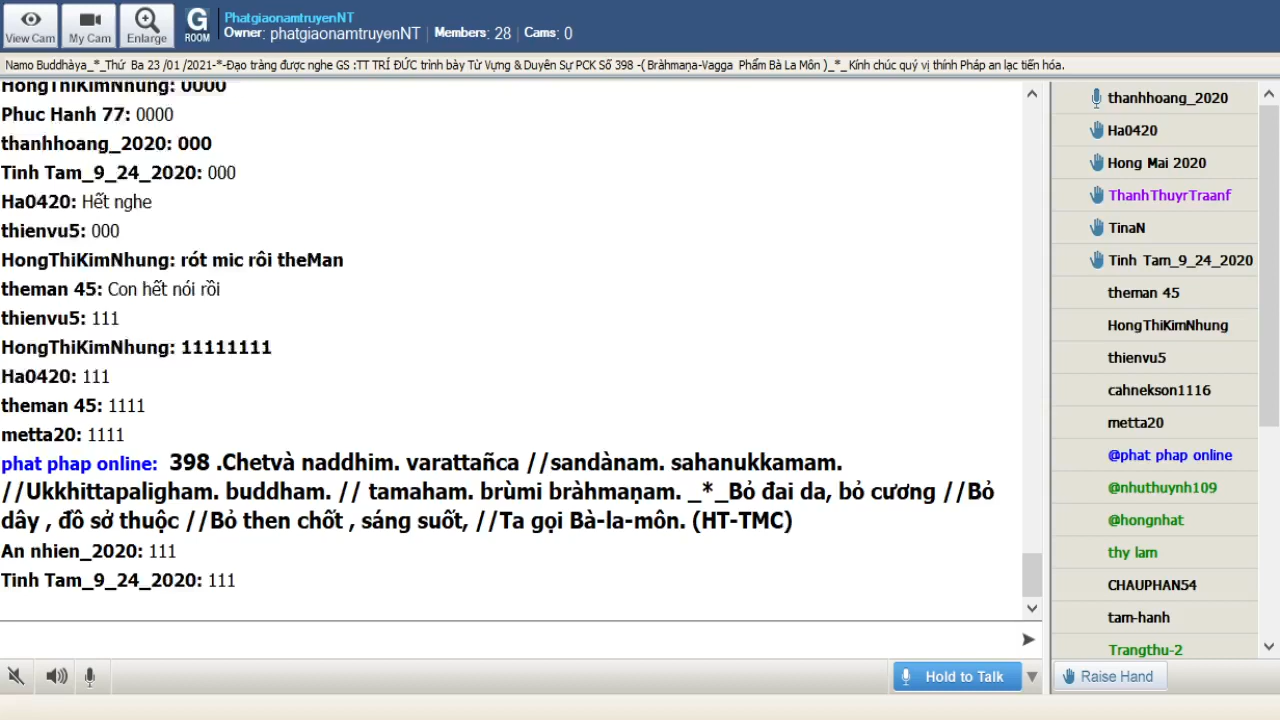 View Cam
My Cam
Enlarge
G
ROOM
PhatgiaonamtruyenNT
Owner: phatgiaonamtruyenNT | Members: 28 | Cams: 0
Namo Buddhàya_*_Thứ Ba 23 /01 /2021-*-Đạo tràng được nghe GS :TT TRÍ ĐỨC trình bày Từ Vựng & Duyên Sự PCK Số 398 -( Bràhmaṇa-Vagga Phẩm Bà La Môn )_*_ Kính chúc quý vị thính Pháp an lạc tiến hóa.
HongThiKimNhung: 0000
Phuc Hanh 77: 0000
thanhhoang_2020: 000
Tinh Tam_9_24_2020: 000
Ha0420: Hết nghe
thienvu5: 000
HongThiKimNhung: rót mic rôi theMan
theman 45: Con hết nói rồi
thienvu5: 111
HongThiKimNhung: 11111111
Ha0420: 111
theman 45: 1111
metta20: 1111
phat phap online: 398 .Chetvà naddhim. varattañca //sandànam. sahanukkamam.
//Ukkhittapaligham. buddham. // tamaham. brùmi bràhmaṇam. _*_Bỏ đai da, bỏ cương //Bỏ
dây , đồ sở thuộc //Bỏ then chốt , sáng suốt, //Ta gọi Bà-la-môn. (HT-TMC)
An nhien_2020: 111
Tinh Tam_9_24_2020: 111
Hold to Talk
thanhhoang_2020
Ha0420
Hong Mai 2020
ThanhThuyrTraanf
TinaN
Tinh Tam_9_24_2020
theman 45
HongThiKimNhung
thienvu5
cahnekson1116
metta20
@phat phap online
@nhuthuynh109
@hongnhat
thy lam
CHAUPHAN54
tam-hanh
Trangthu-2
Raise Hand